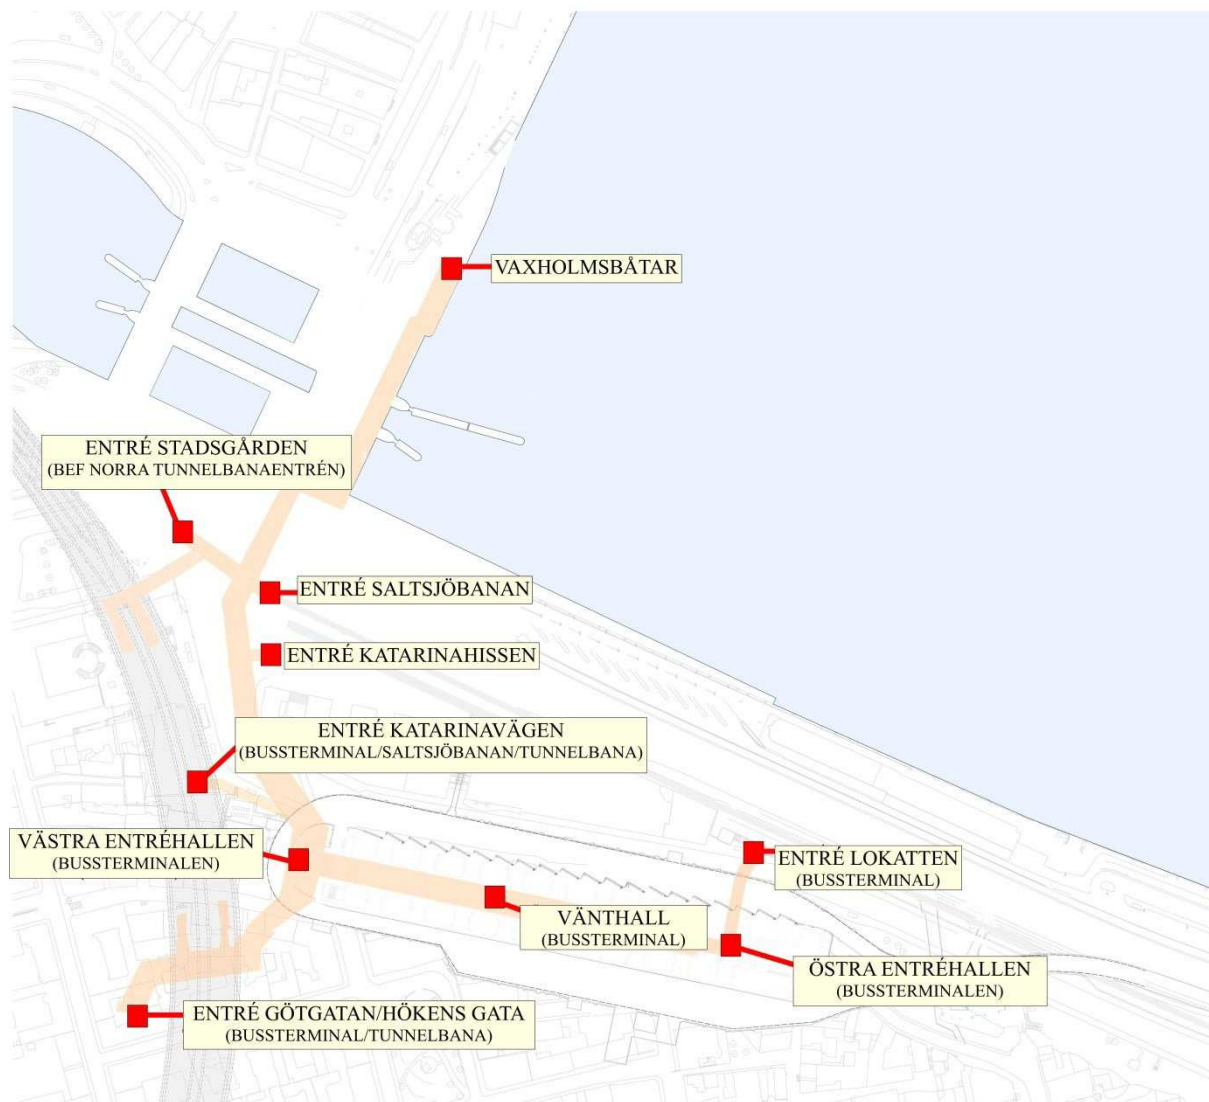 VAXHOLMSBÅTAR
ENTRÉ STADSGÅRDEN
(BEF NORRA TUNNELBANAENTRÉN)
ENTRÉ SALTSJÖBANAN
ENTRÉ KATARINAHISSEN
ENTRÉ KATARINAVÄGEN
(BUSSTERMINAL/SALTSJÖBANAN/TUNNELBANA)
VÄSTRA ENTRÉHALLEN
(BUSSTERMINALEN)
ENTRÉ LOKATTEN
(BUSSTERMINAL)
VÄNTHALL
(BUSSTERMINAL)
ÖSTRA ENTRÉHALLEN
(BUSSTERMINALEN)
ENTRÉ GÖTGATAN/HÖKENS GATA
(BUSSTERMINAL/TUNNELBANA)